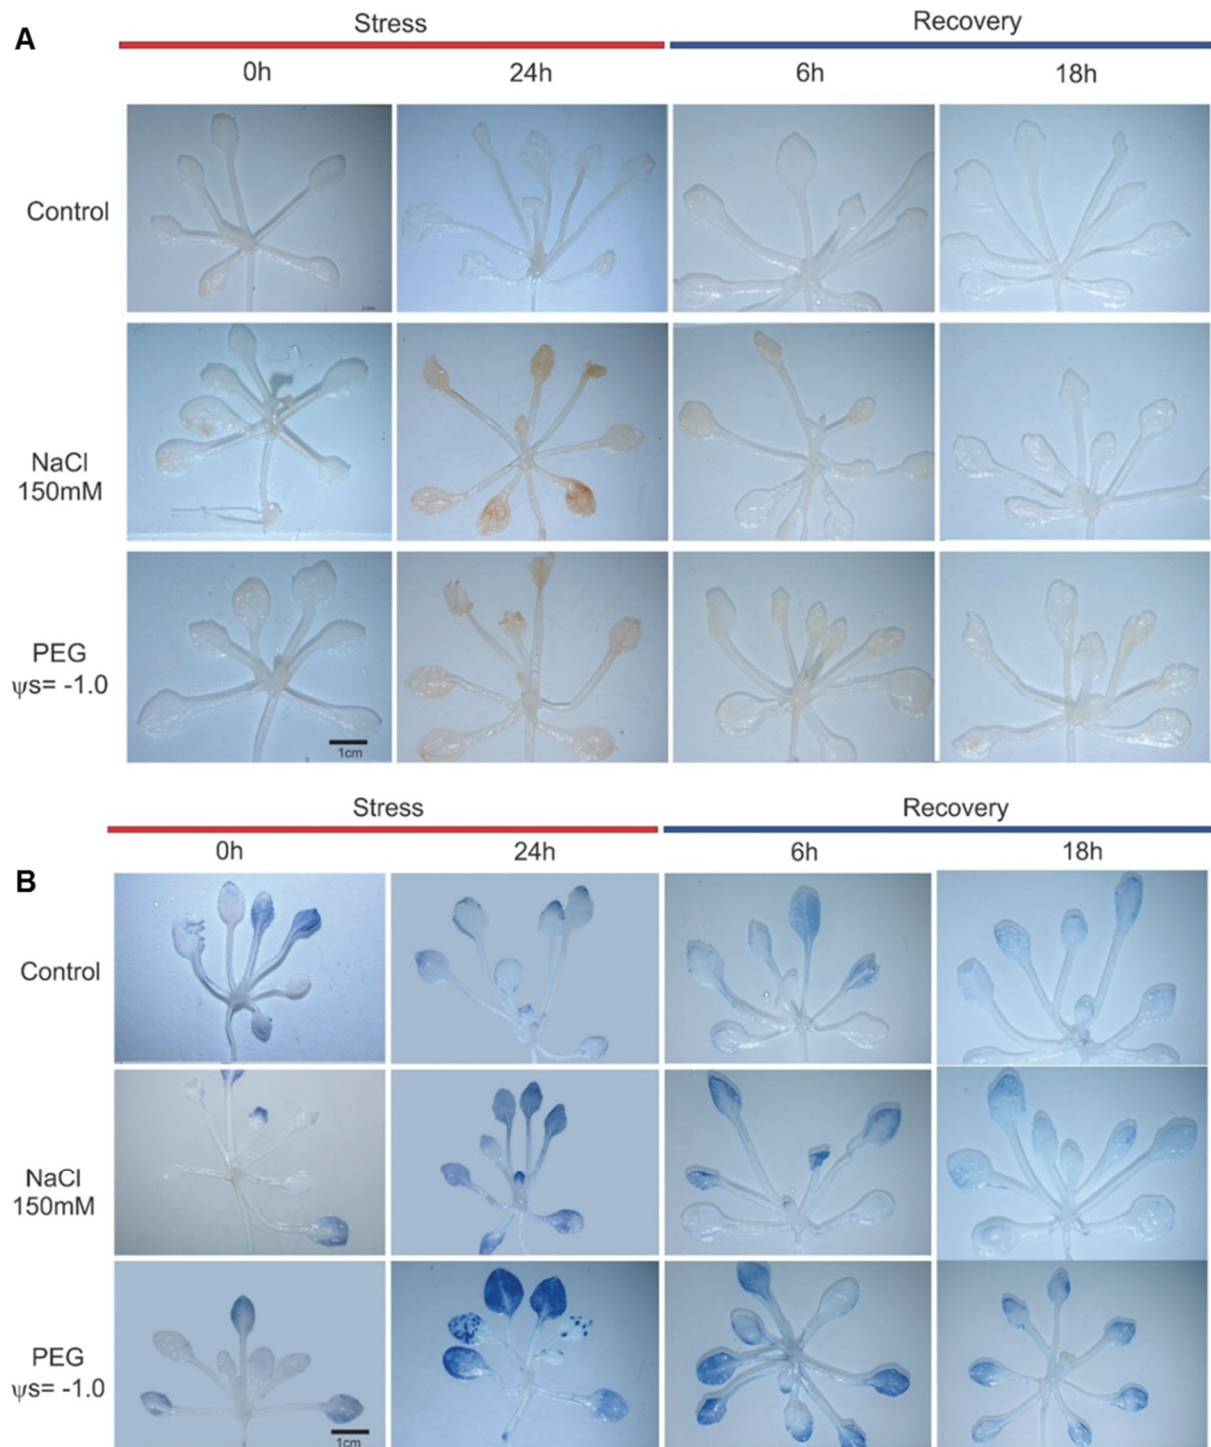 A
Stress
Recovery
0h
24h
6h
18h
Control
NaCl
150mM
PEG
ψs= -1.0
1cm
Stress
Recovery
0h
24h
6h
18h
B
Control
NaCl
150mM
PEG
ψs= -1.0
1cm